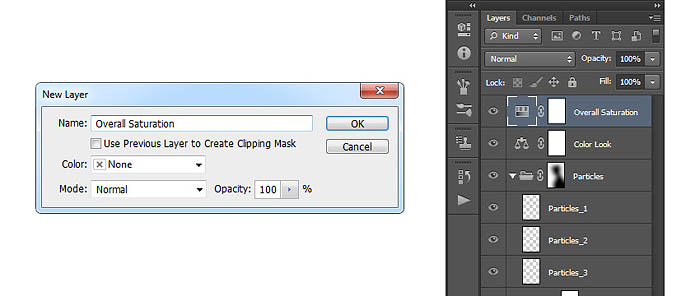 New Layer
Name: Overall Saturation
OK
Use Previous Layer to Create Clipping Mask
Cancel
Color: None
Mode: Normal Opacity: 100 %
Layers Channels Paths
Kind
Normal Opacity: 100%
Lock: Fill: 100%
Overall Saturation
Color Look
Particles
Particles_1
Particles_2
Particles_3